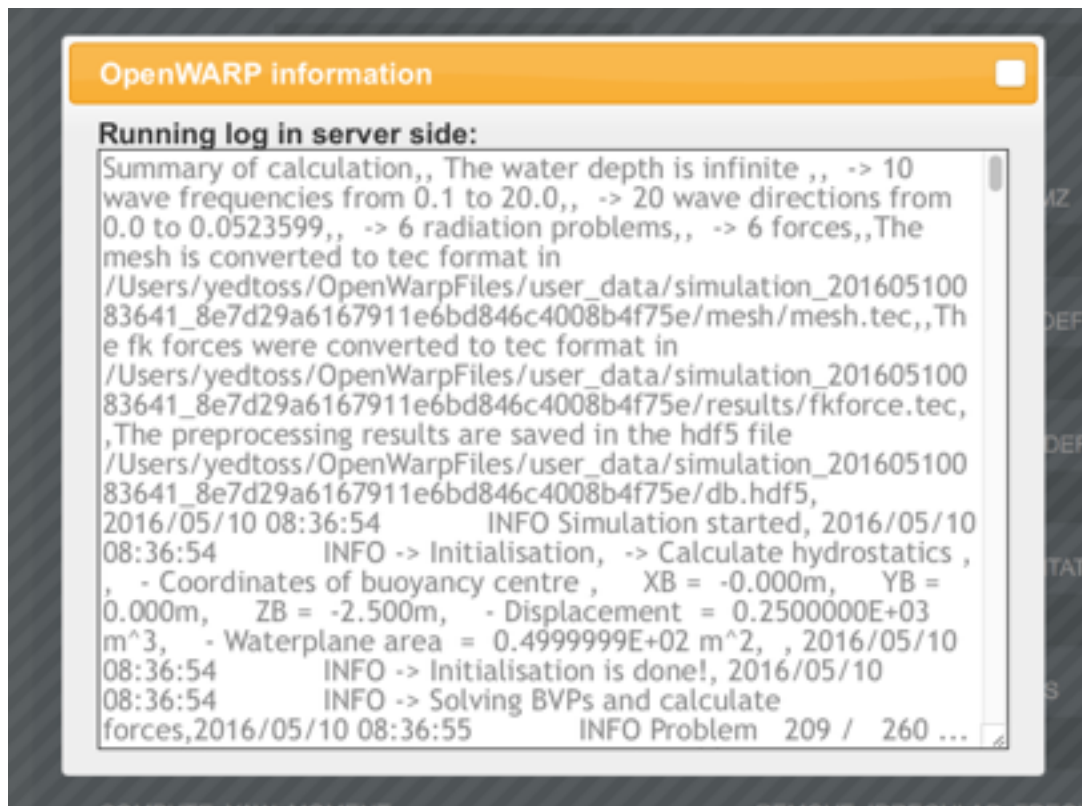 OpenWARP information
Running log in server side:
Summary of calculation,, The water depth is infinite ,, -> 10
wave frequencies from 0.1 to 20.0,, -> 20 wave directions from
0.0 to 0.0523599,, -> 6 radiation problems,, -> 6 forces,,The
mesh is converted to tec format in
/Users/yedtoss/OpenWarpFiles/user_data/simulation_201605100
83641_8e7d29a6167911e6bd846c4008b4f75e/mesh/mesh.tec,,Th
e fk forces were converted to tec format in
/Users/yedtoss/OpenWarpFiles/user_data/simulation_201605100
83641_8e7d29a6167911e6bd846c4008b4f75e/results/fkforce.tec,
,The preprocessing results are saved in the hdf5 file
/Users/yedtoss/OpenWarpFiles/user_data/simulation_201605100
83641_8e7d29a6167911e6bd846c4008b4f75e/db.hdf5,
2016/05/10 08:36:54 INFO Simulation started, 2016/05/10
08:36:54 INFO -> Initialisation, -> Calculate hydrostatics ,
, - Coordinates of buoyancy centre , XB = -0.000m, YB =
0.000m, ZB = -2.500m, - Displacement = 0.2500000E+03
m^3, - Waterplane area = 0.4999999E+02 m^2, , 2016/05/10
08:36:54 INFO -> Initialisation is done!, 2016/05/10
08:36:54 INFO -> Solving BVPs and calculate
forces,2016/05/10 08:36:55 INFO Problem 209 / 260 ...